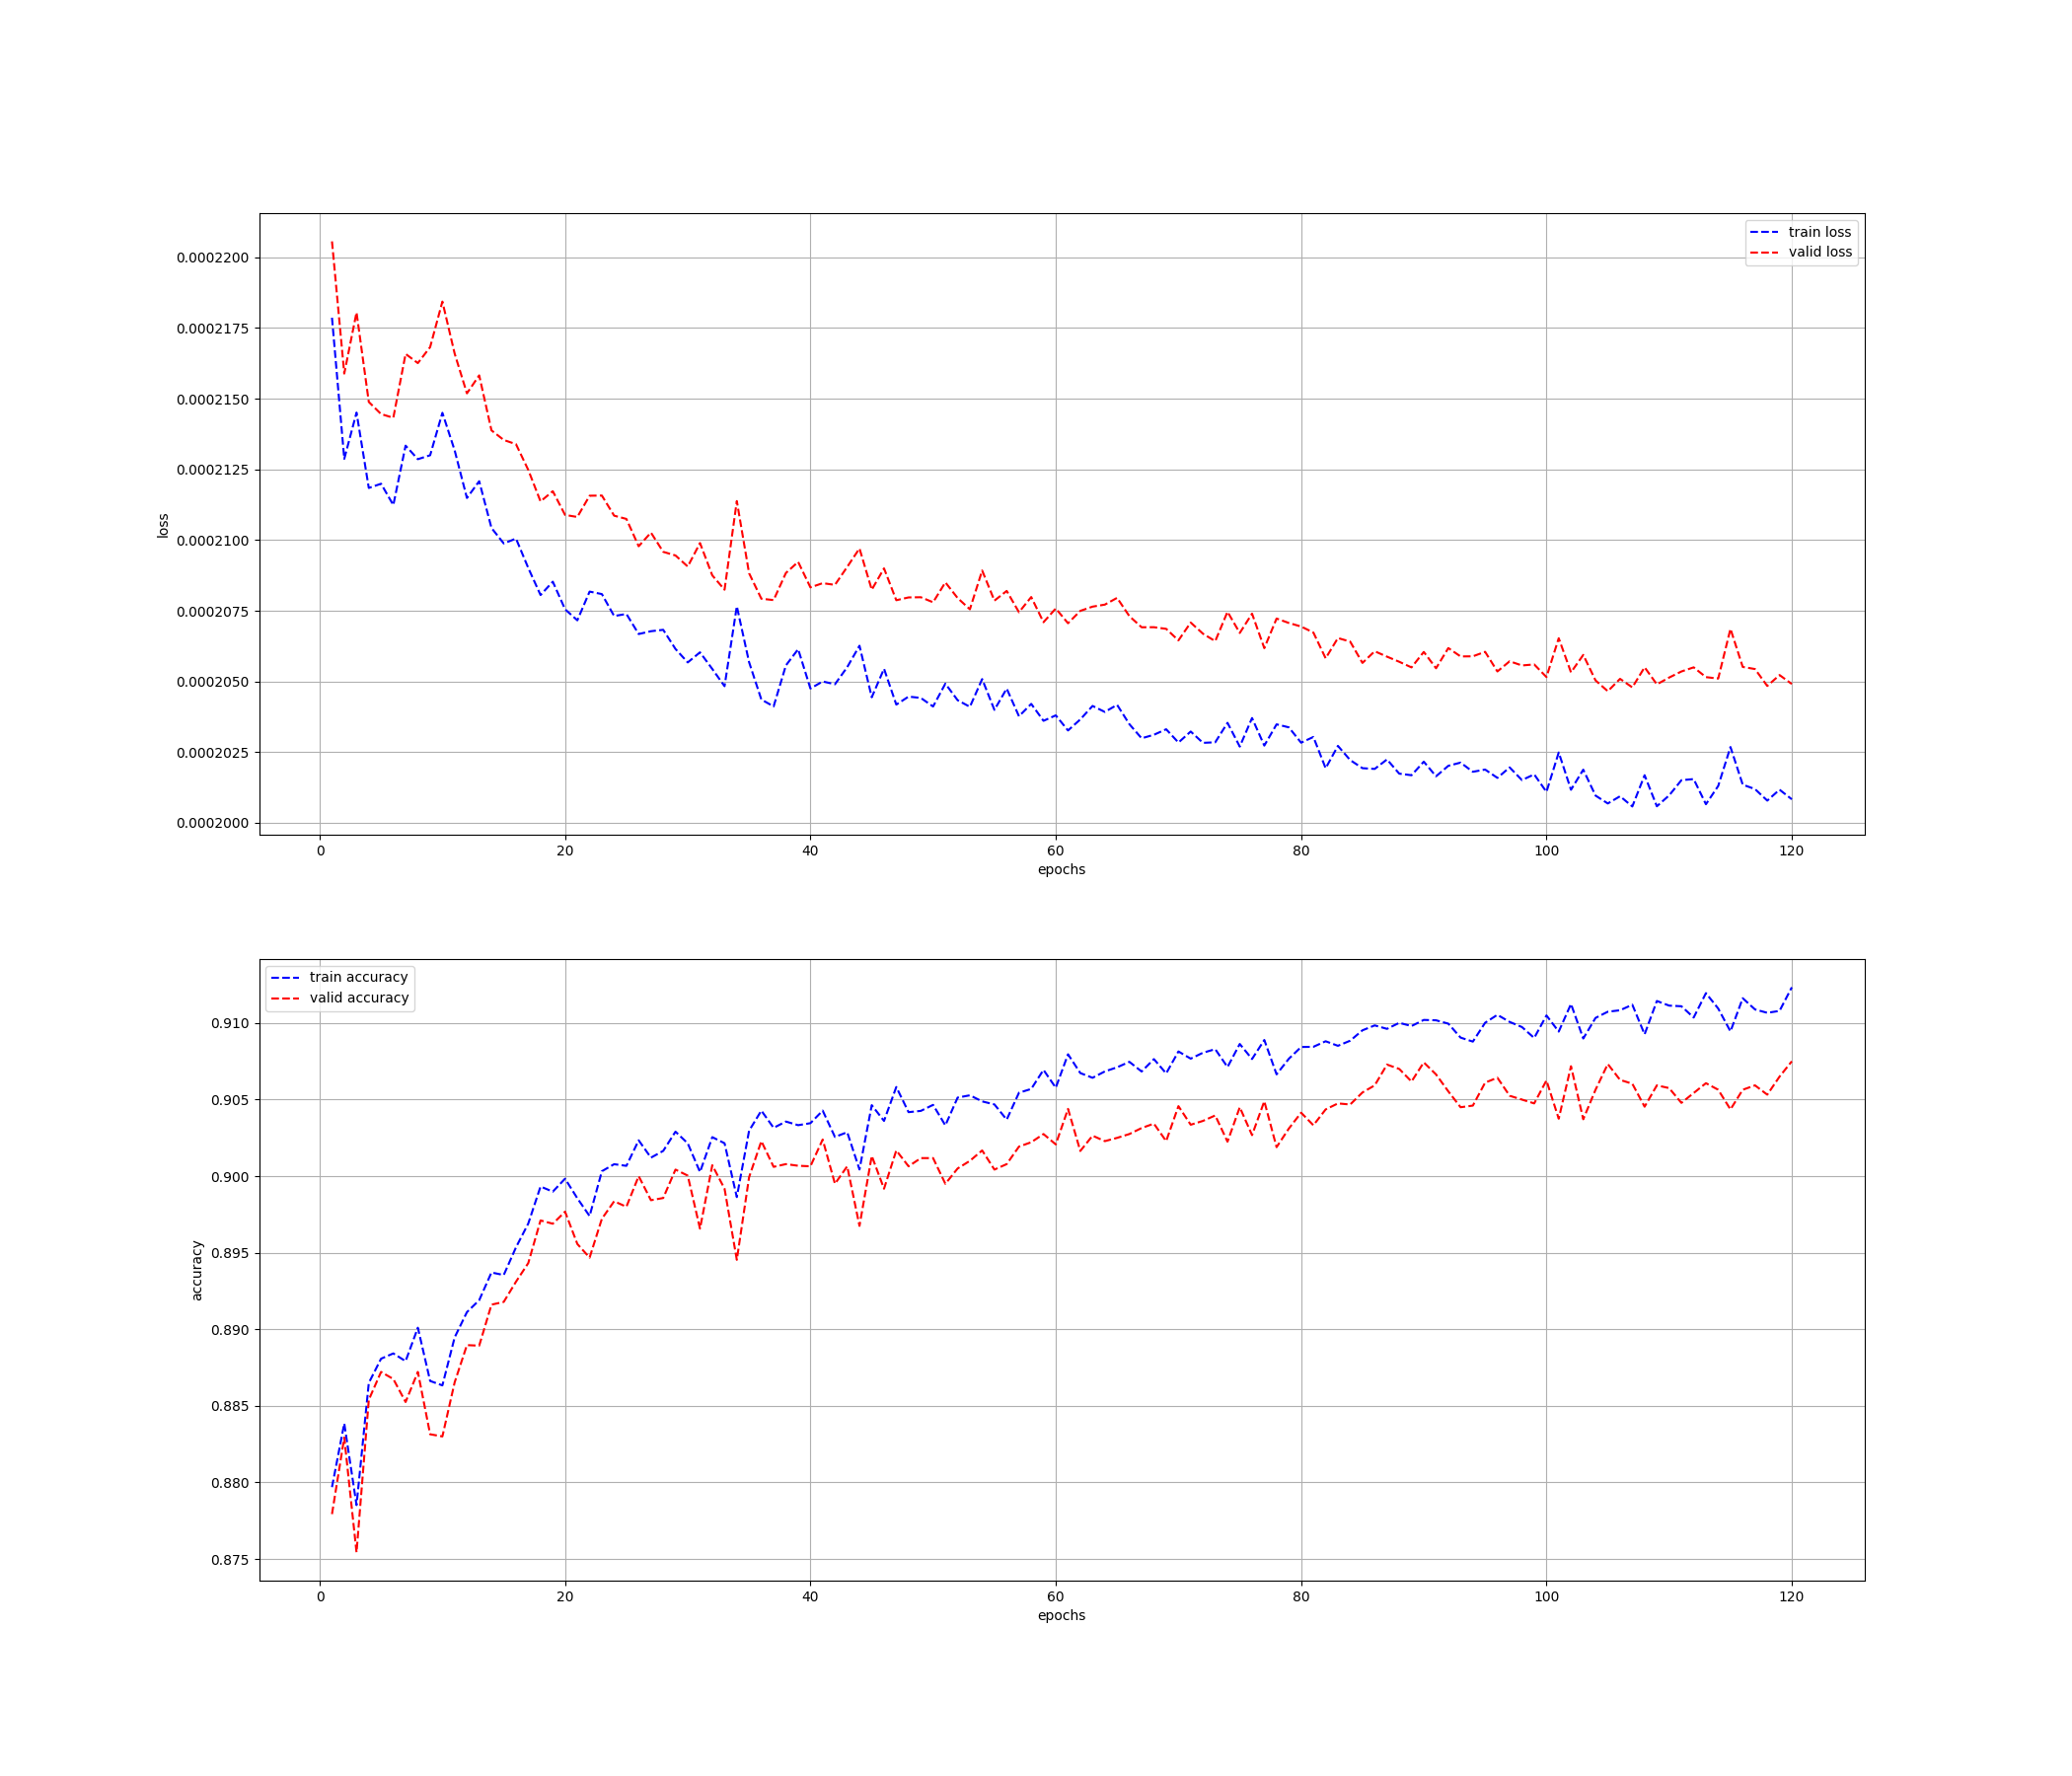 train loss
valid loss
0.0002200
0.0002175
0.0002150
0.0002125
0.0002100
0.0002075
0.0002050
0.0002025
0.0002000
loss
0 20 40 60 80 100 120
epochs
train accuracy
valid accuracy
0.910
0.905
0.900
0.895
0.890
0.885
0.880
0.875
accuracy
0 20 40 60 80 100 120
epochs